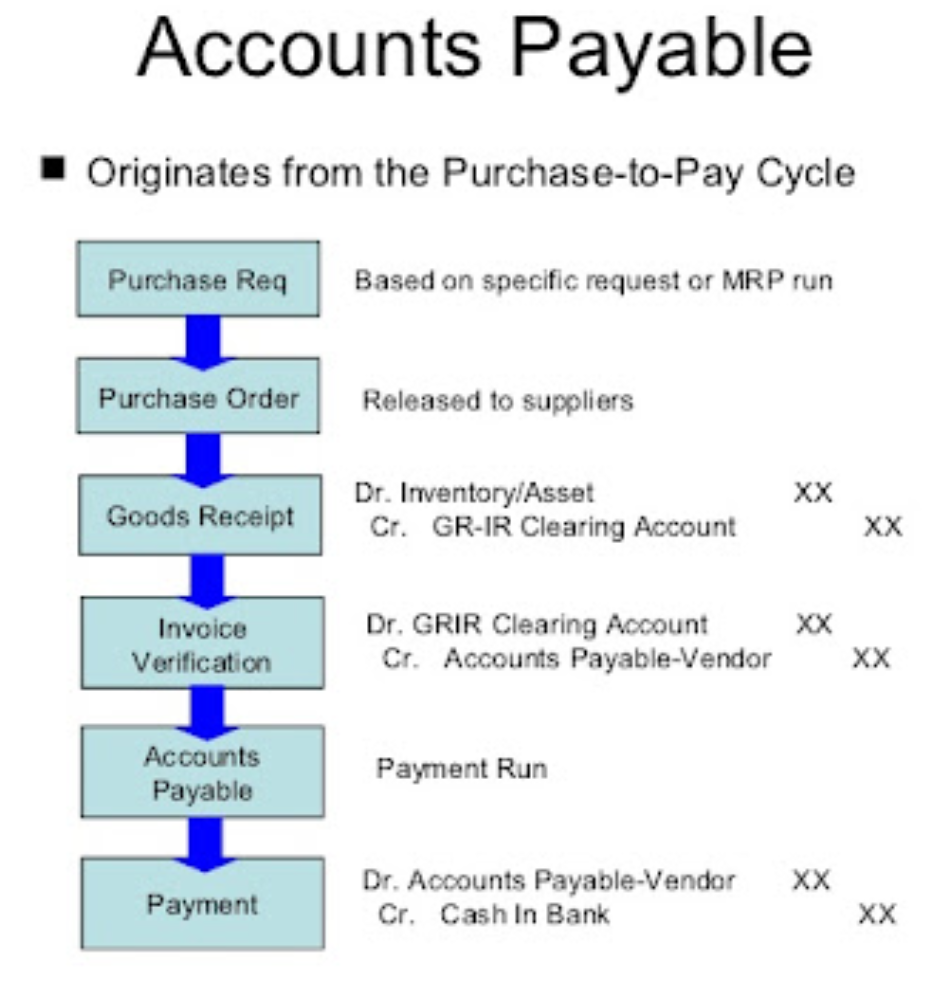 Accounts Payable
■ Originates from the Purchase-to-Pay Cycle
Purchase Req Based on specific request or MRP run
Purchase Order Released to suppliers
Goods Receipt
Dr. Inventory/Asset XX
Cr. GR-IR Clearing Account XX
Invoice
Verification
Dr. GRIR Clearing Account XX
Cr. Accounts Payable-Vendor XX
Accounts
Payable
Payment Run
Payment
Dr. Accounts Payable-Vendor XX
Cr. Cash In Bank XX